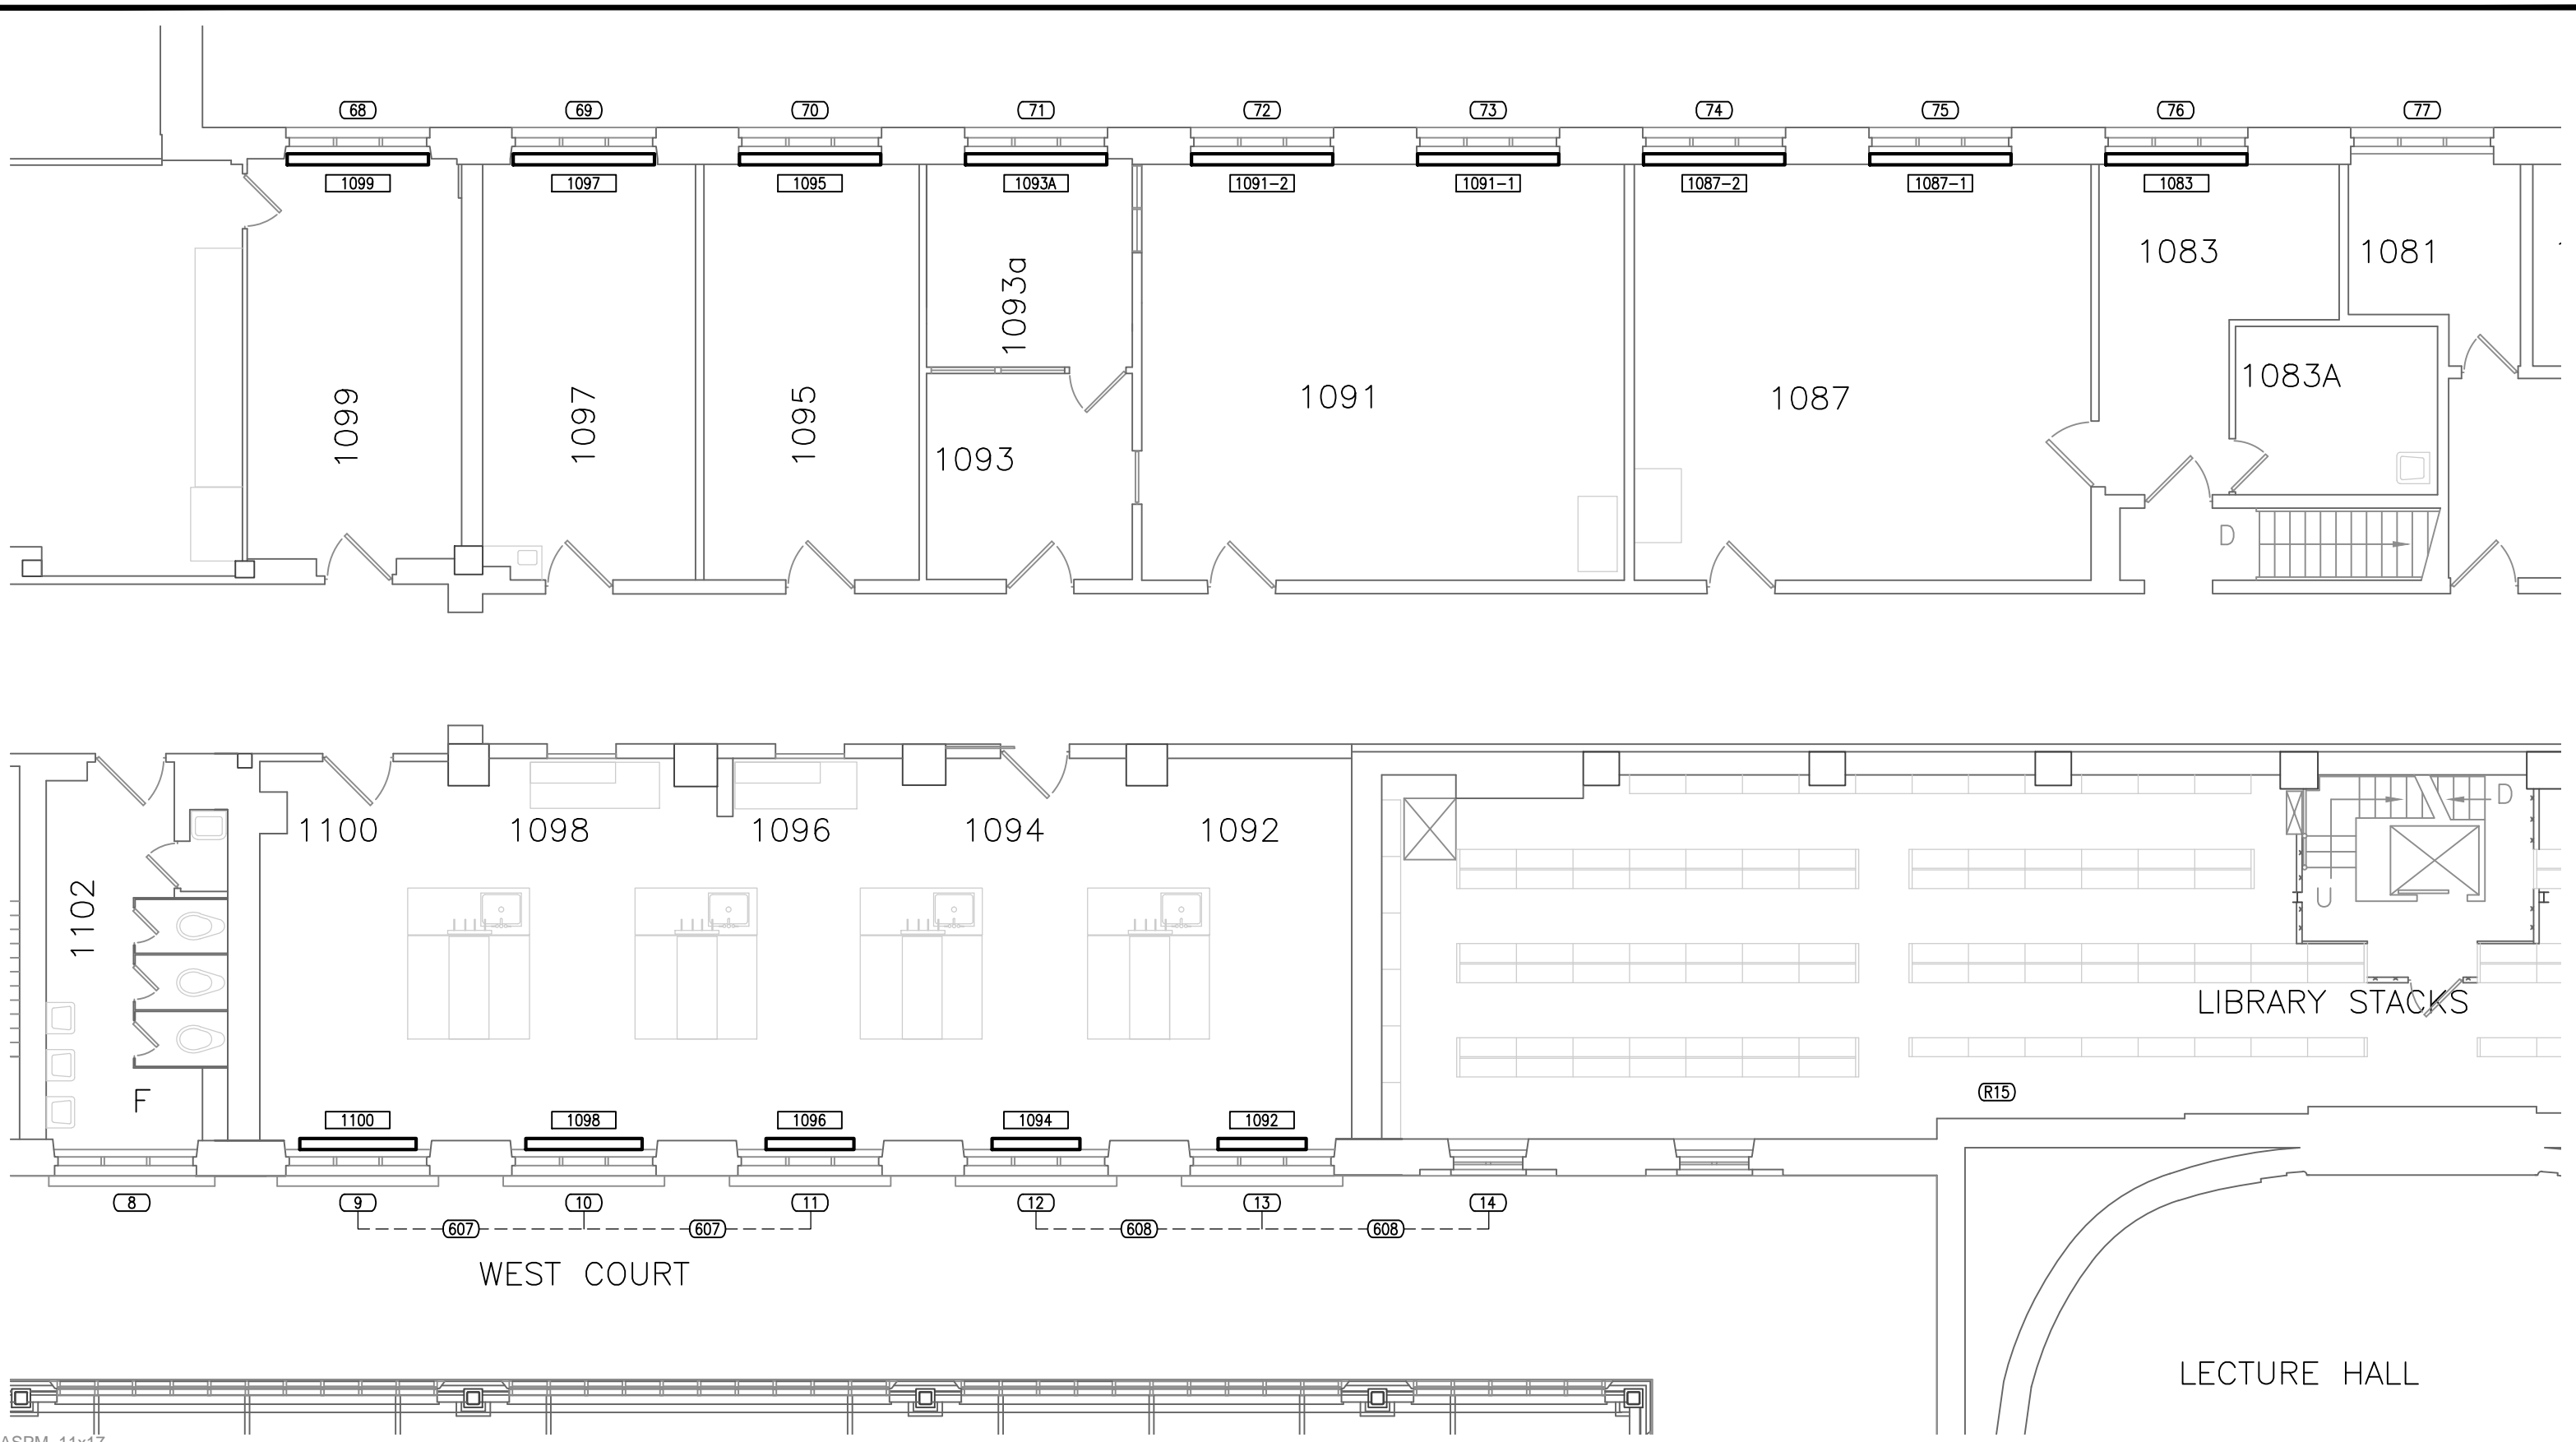 68 69 70 71 72 73 74 75 76 77
1099 1097 1095 1093A 1091-2 1091-1 1087-2 1087-1 1083
1083 1081
1093a
1083A
1099 1097 1095 1091 1087
1093
D
D
1100 1098 1096 1094 1092
U
1102
LIBRARY STACKS
F
R15
1100 1098 1096 1094 1092
8 9 10 11 12 13 14
607 607 608 608
WEST COURT
LECTURE HALL